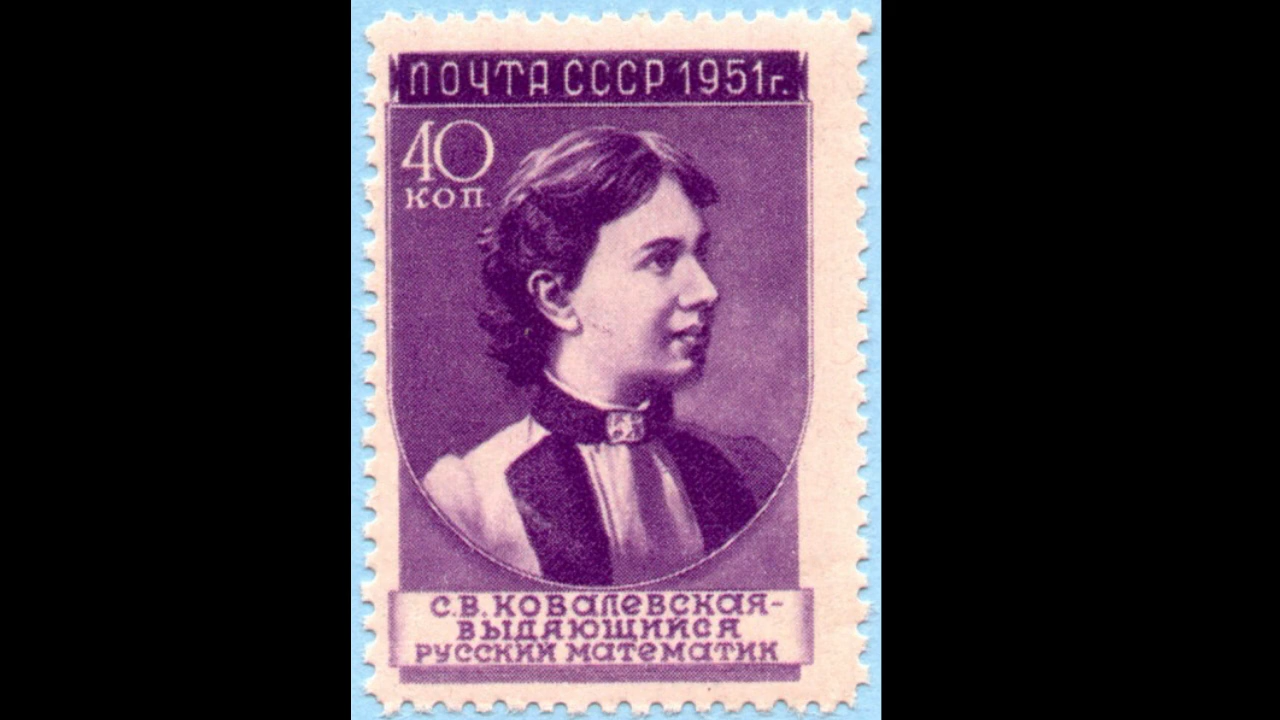 ПОЧТА СССР 1951г.
40
КОП.
С.В. КОВАЛЕВСКАЯ-
ВЫДАЮЩИЙСЯ
РУССКИЙ МАТЕМАТИК